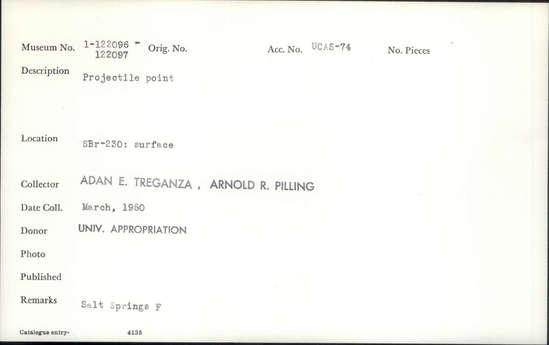 Museum No. 1-122096 - Orig. No. Acc. No. UCAS-74 No. Pieces
122097
Description Projectile point
Location SBr-230: surface
Collector ADAN E. TREGANZA , ARNOLD R. PILLING
Date Coll. March, 1950
Donor UNIV. APPROPRIATION
Photo
Published
Remarks Salt Springs F
Catalogue entry- 4135